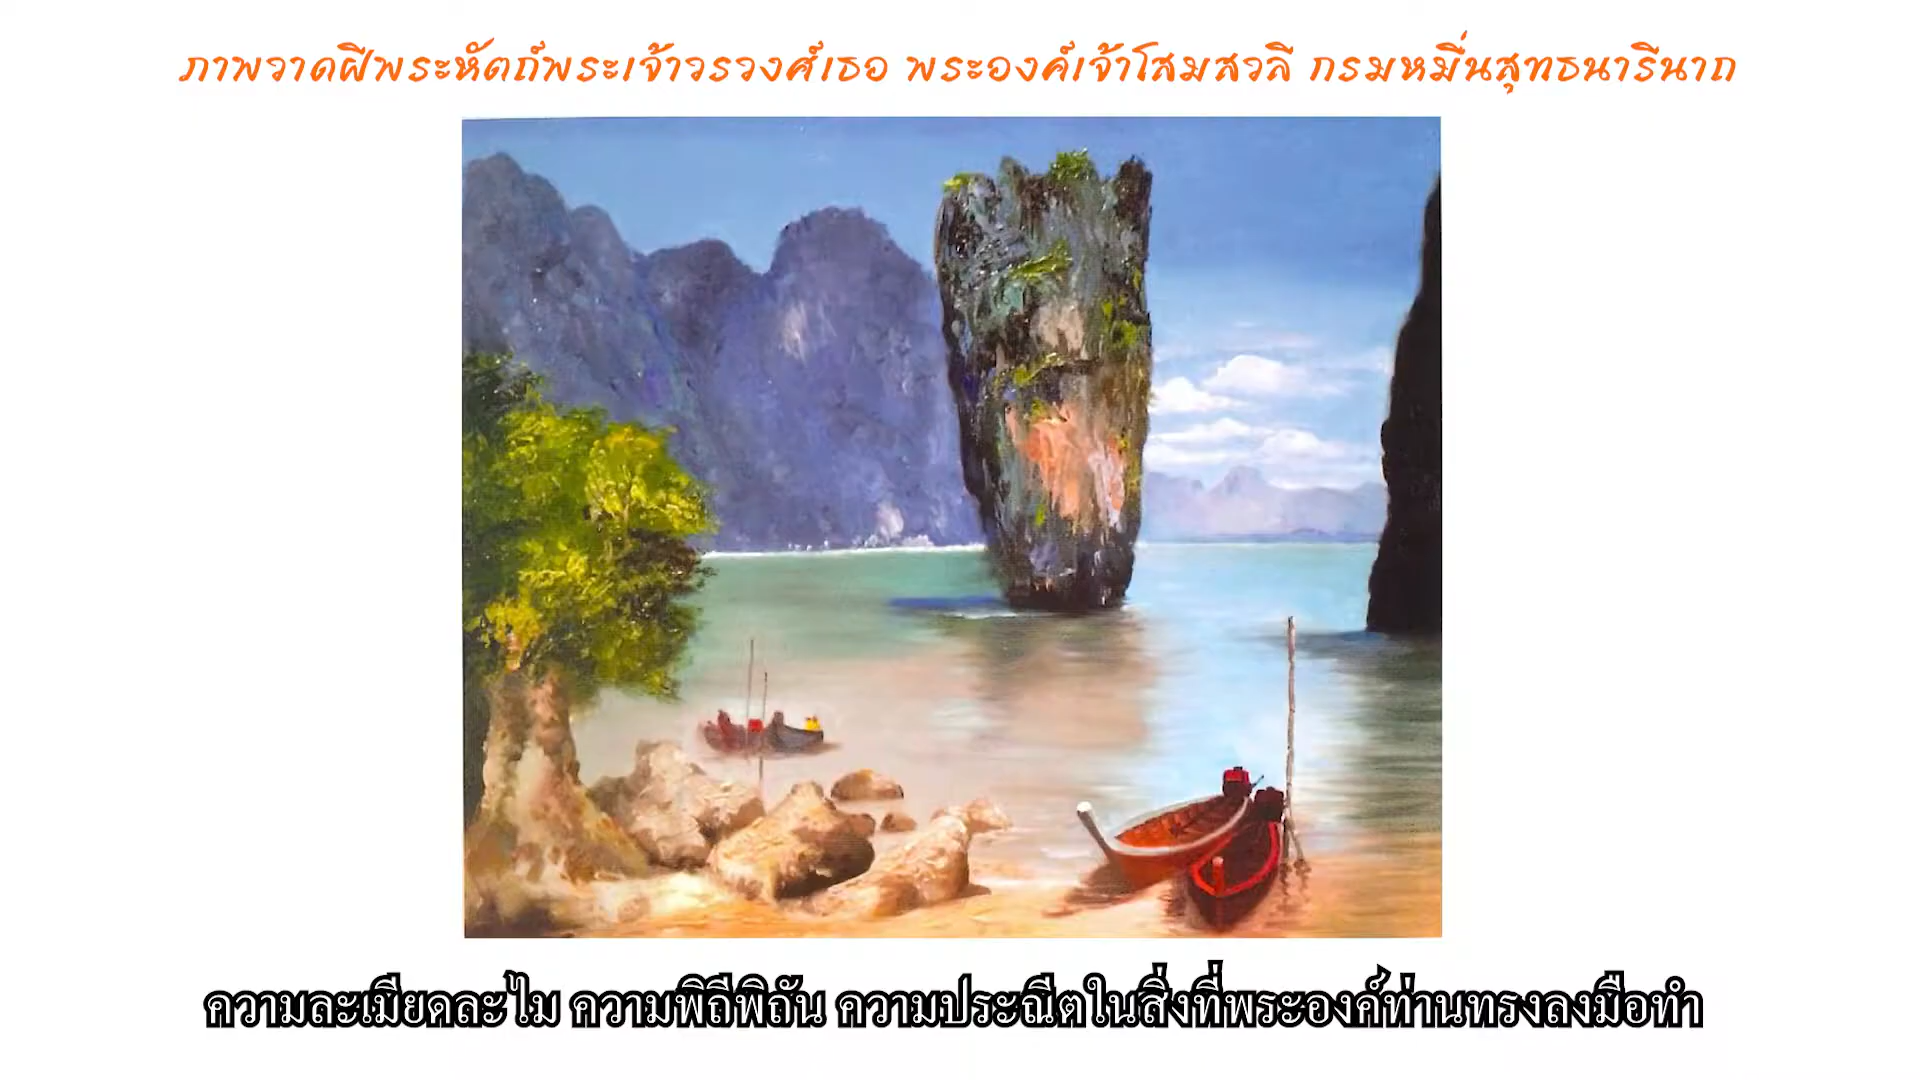 ภาพวาดฝีพระหัตถ์พระเจ้าวรวงศ์เธอ พระองค์เจ้าโสมสวลี กรมหมื่นสุทธนารีนาถ
ความละเมียดละไม ความพิถีพิถัน ความประณีตในสิ่งที่พระองค์ท่านทรงลงมือทำ